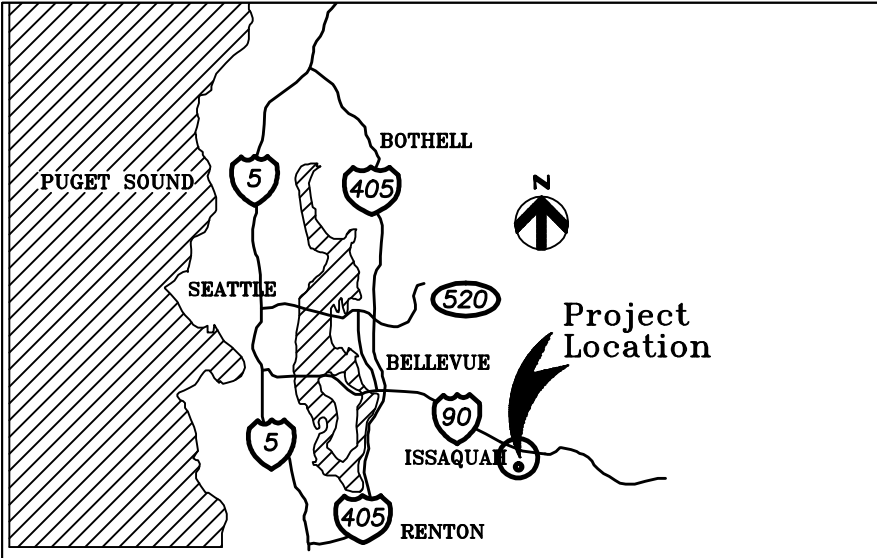 BOTHELL
PUGET SOUND
5
405
N
SEATTLE
520
Project
Location
BELLEVUE
90
5
ISSAQUAH
405
RENTON